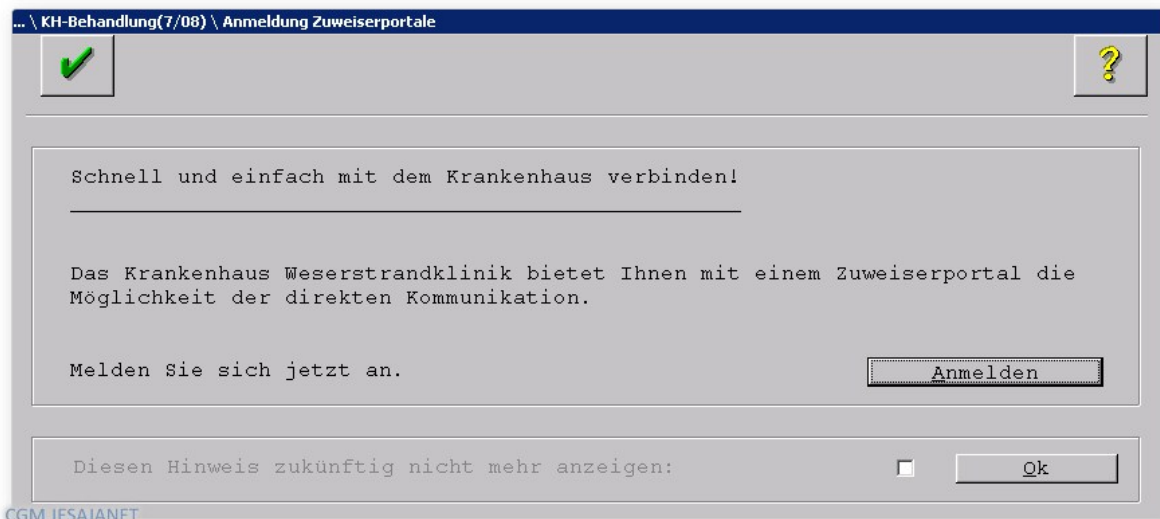 ... \ KH-Behandlung(7/08) \ Anmeldung Zuweiserportale
Schnell und einfach mit dem Krankenhaus verbinden!
Das Krankenhaus Weserstrandklinik bietet Ihnen mit einem Zuweiserportal die
Möglichkeit der direkten Kommunikation.
Melden Sie sich jetzt an.
Anmelden
Diesen Hinweis zukünftig nicht mehr anzeigen:
Ok
CGM JESAJANET